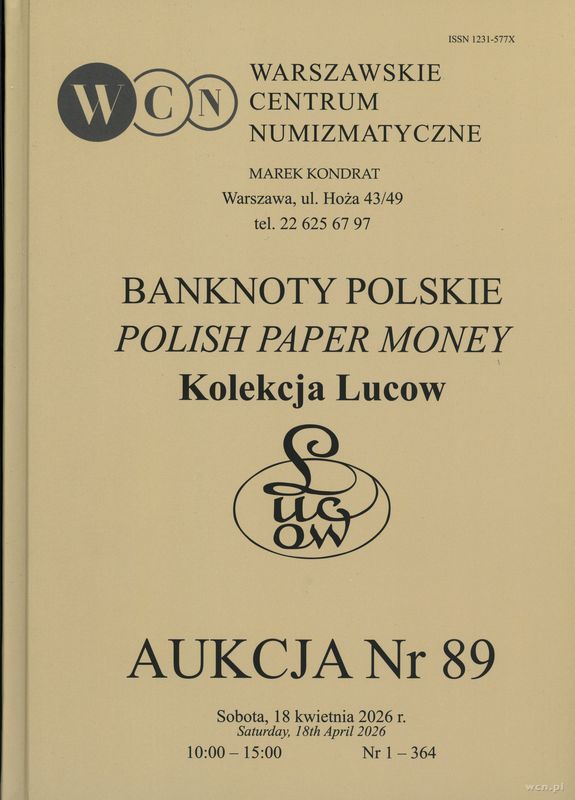 ISSN 1231-577X
WCN
WARSZAWSKIE
CENTRUM
NUMIZMATYCZNE
MAREK KONDRAT
Warszawa, ul. Hoża 43/49
tel. 22 625 67 97
BANKNOTY POLSKIE
POLISH PAPER MONEY
Kolekcja Lucow
Lucow
AUKCJA Nr 89
Sobota, 18 kwietnia 2026 r.
Saturday, 18th April 2026
10:00 – 15:00 Nr 1 – 364
wcn.pl